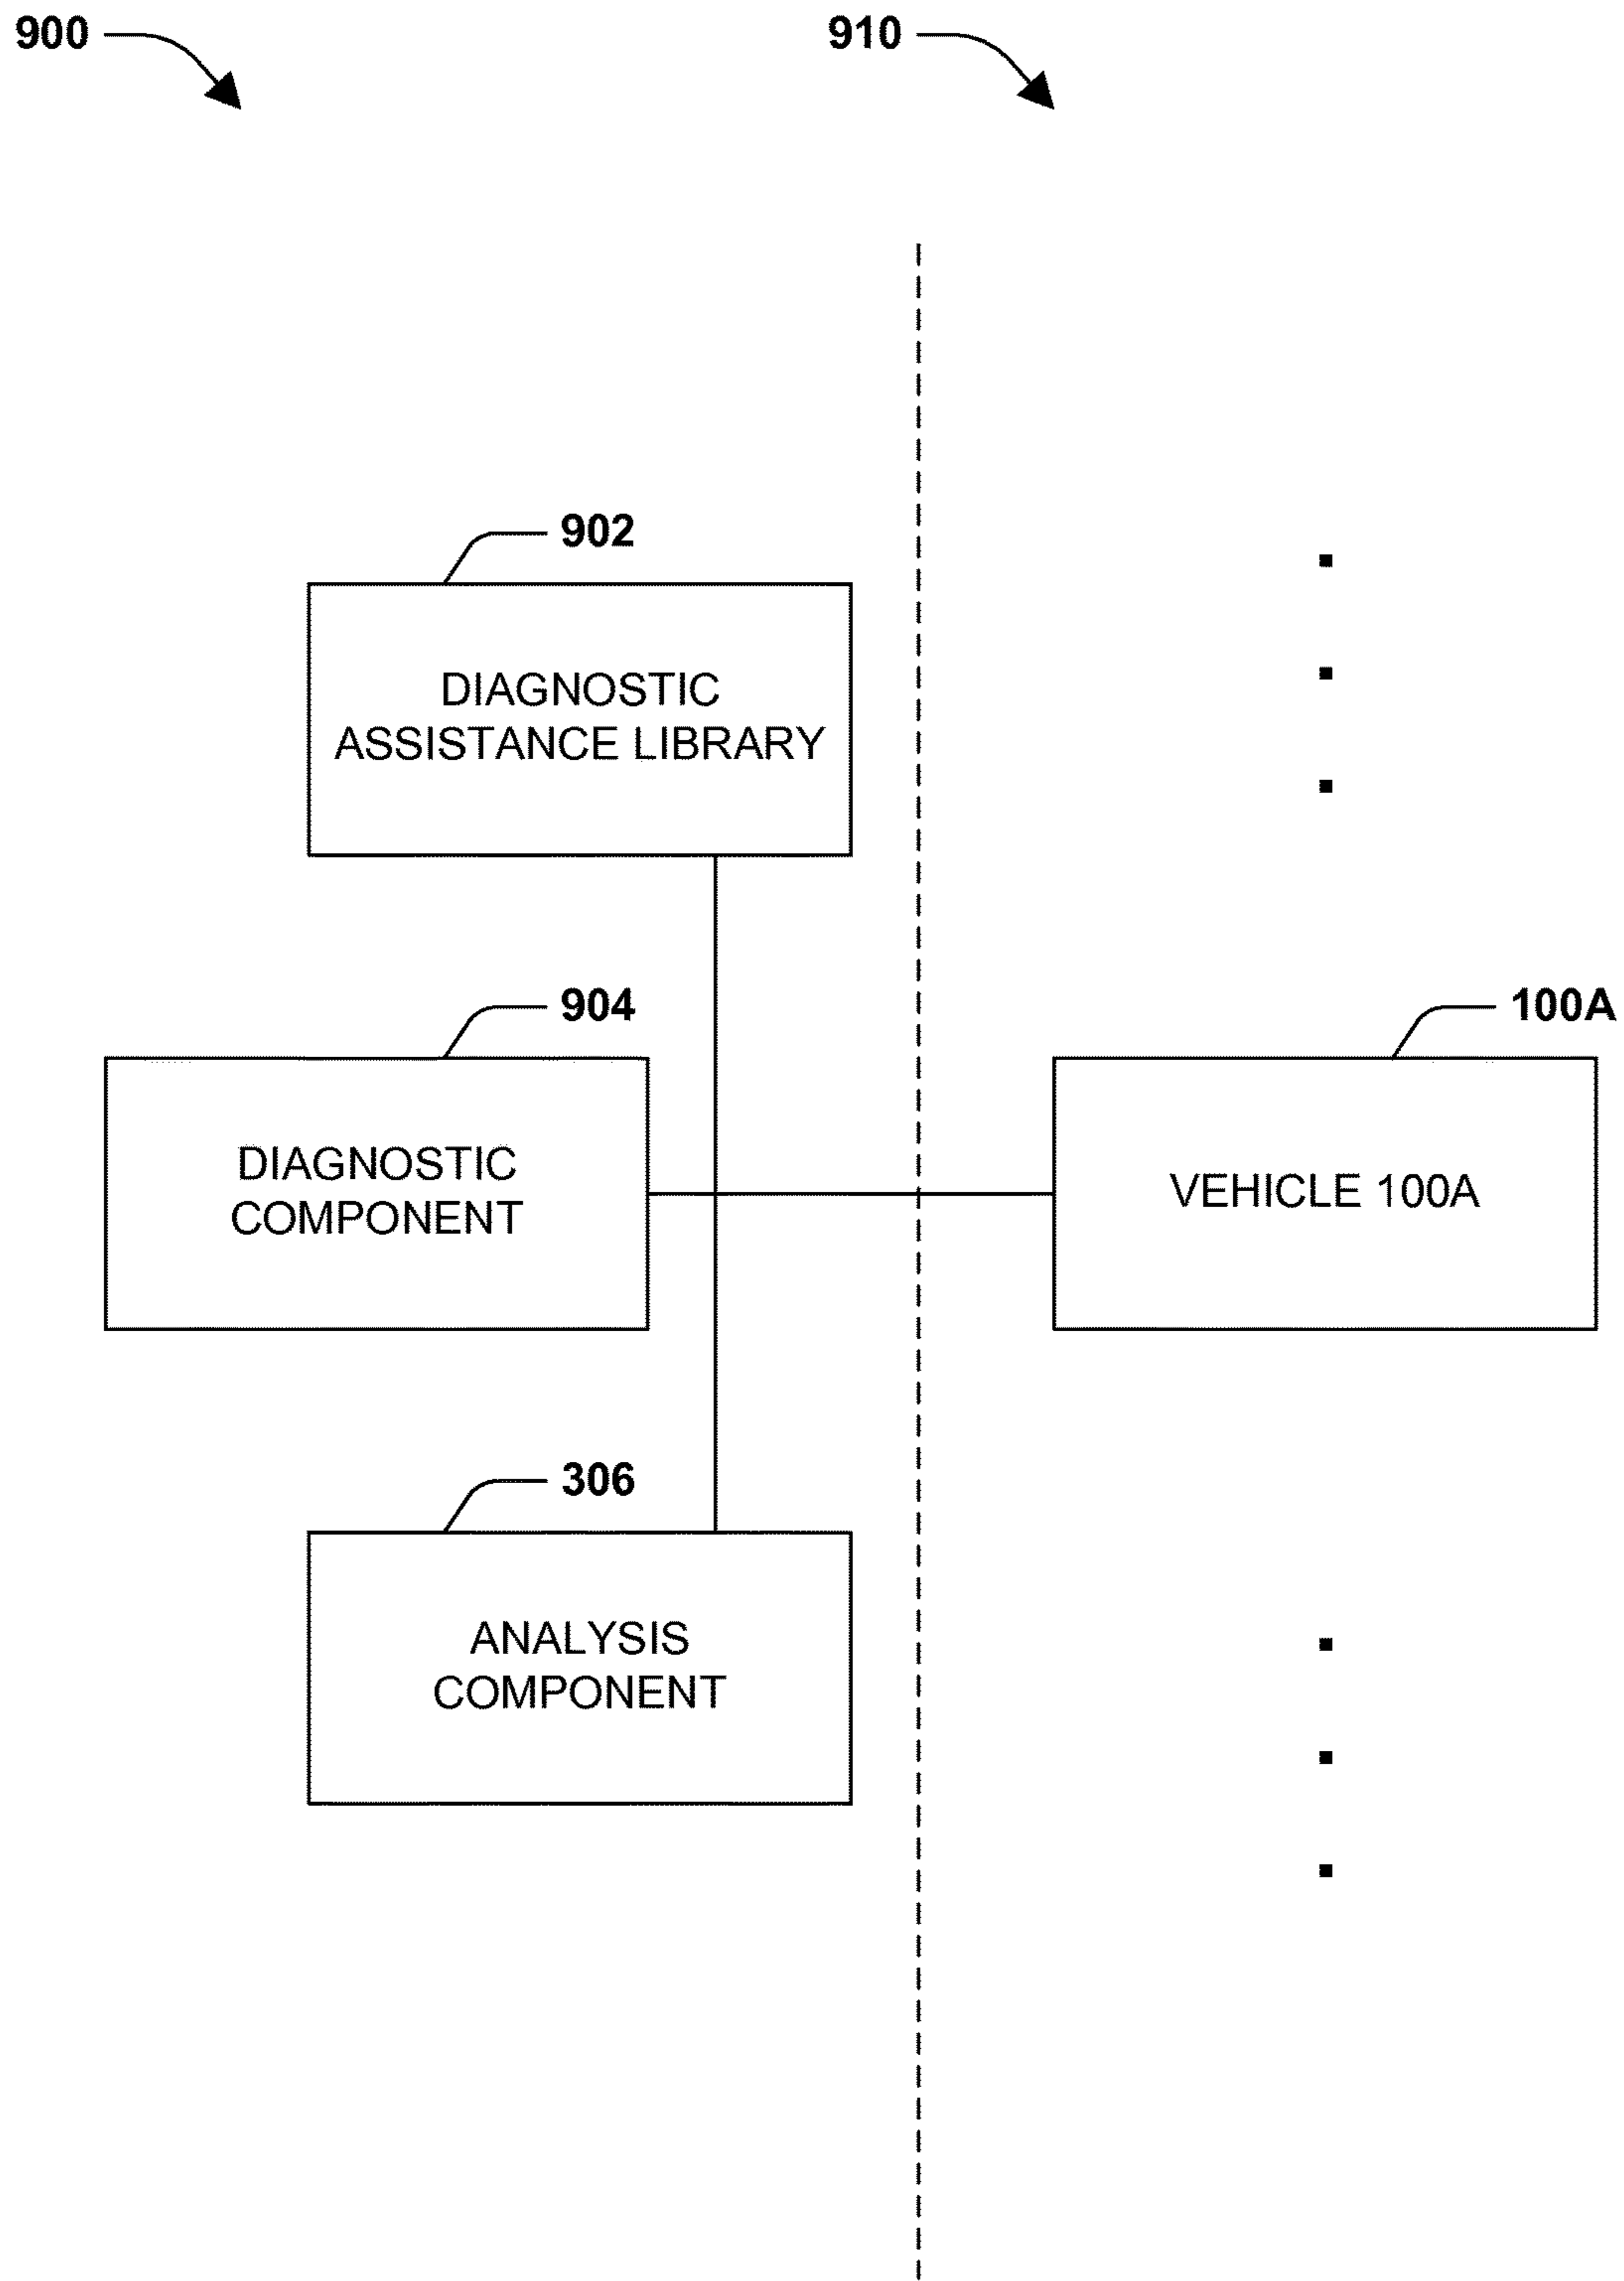 900
910
902
DIAGNOSTIC
ASSISTANCE LIBRARY
904
100A
DIAGNOSTIC
COMPONENT
VEHICLE 100A
306
ANALYSIS
COMPONENT